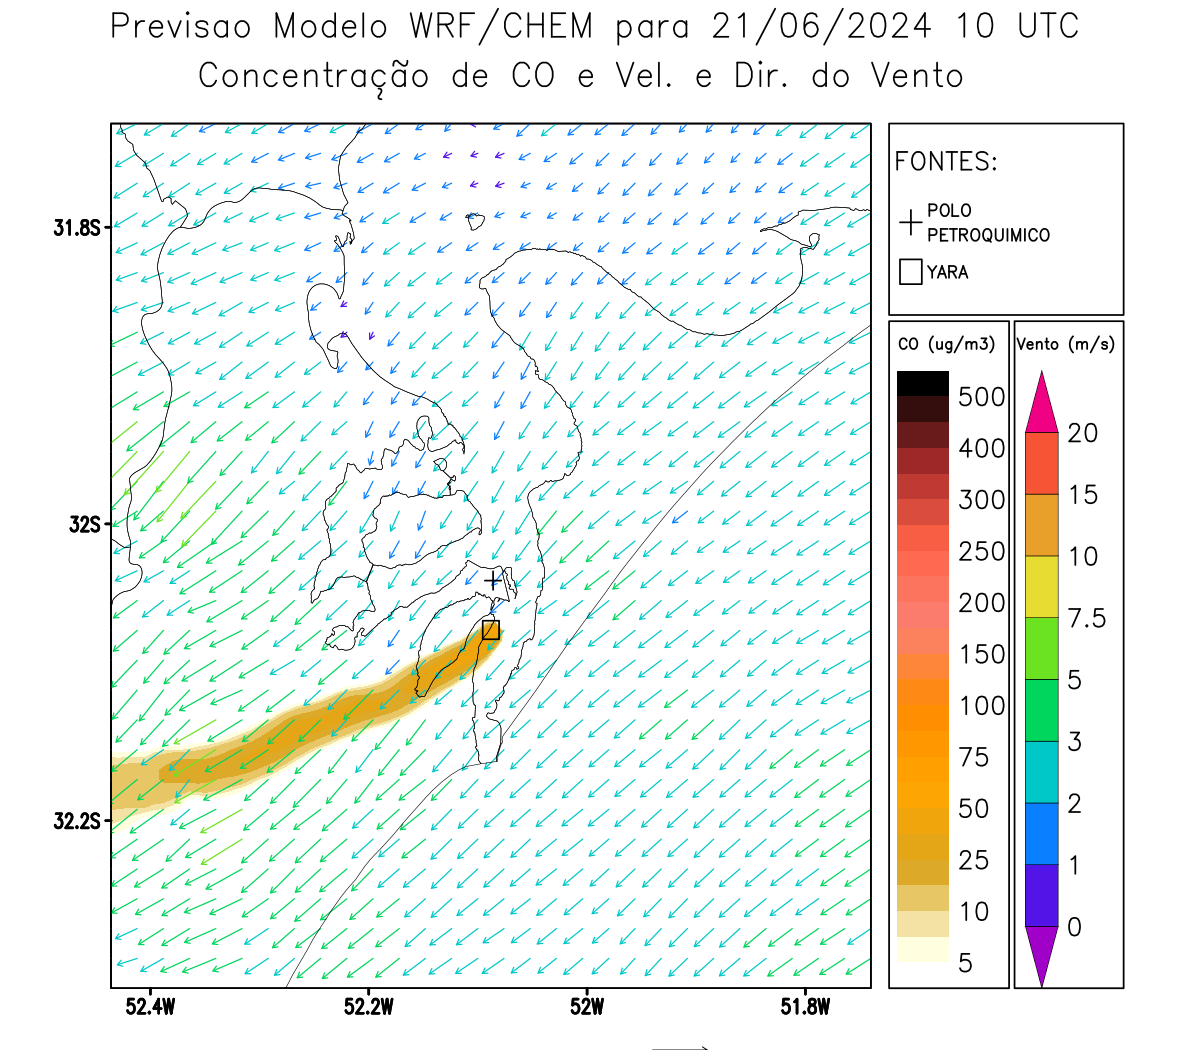 Previsao Modelo WRF/CHEM para 21/06/2024 10 UTC
Concentração de CO e Vel. e Dir. do Vento
FONTES:
POLO
PETROQUIMICO
YARA
CO (ug/m3)
500
400
300
250
200
150
100
75
50
25
10
5
Vento (m/s)
20
15
10
7.5
5
3
2
1
0
31.8S
32S
32.2S
52.4W
52.2W
52W
51.8W